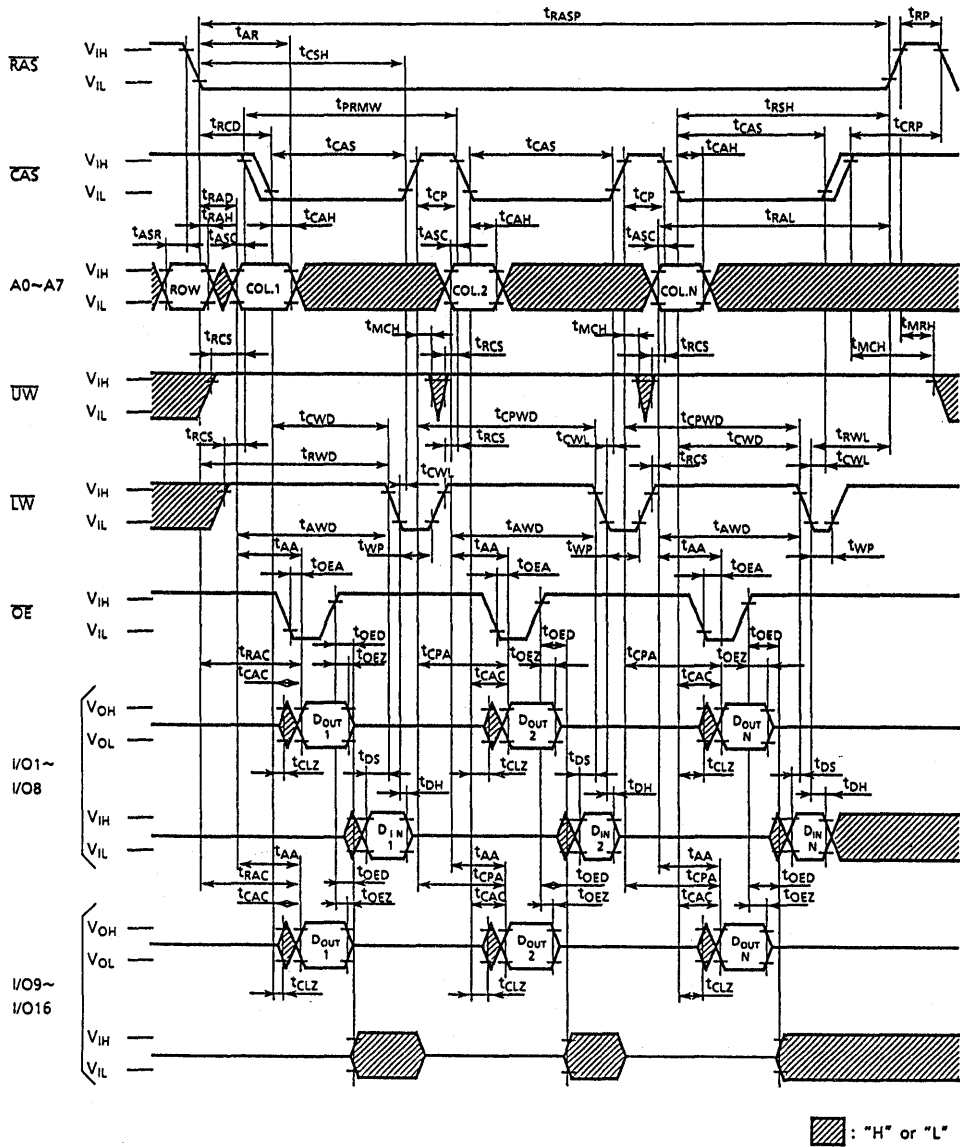 tRASP
tRP
tAR
tCSH
RAS
VIH
VIL
tPRMW
tRSH
tRCD
tCAS
tCAS
tCAS
tCRP
CAS
VIH
VIL
tCAH
tRAD
tCP
tCP
tRAH
tCAH
tCAH
tRAL
tASR
tASC
tASC
tASC
A0~A7
VIH
VIL
ROW
COL.1
COL.2
COL.N
tMCH
tMCH
tMRH
tRCS
tRCS
tRCS
tMCH
UW
VIH
VIL
tCWD
tCPWD
tCPWD
tRCS
tRCS
tCWL
tCWD
tRWL
tRWD
tCWL
tRCS
tCWL
LW
VIH
VIL
tAWD
tAWD
tAWD
tAA
tWP
tAA
tWP
tAA
tWP
tOEA
tOEA
tOEA
OE
VIH
VIL
tOED
tOED
tOED
tRAC
tOEZ
tCPA
tOEZ
tCPA
tOEZ
tCAC
tCAC
tCAC
I/O1~
I/O8
VOH
VOL
DOUT 1
DOUT 2
DOUT N
tCLZ
tDS
tCLZ
tDS
tCLZ
tDS
tDH
tDH
tDH
VIH
VIL
DIN 1
DIN 2
DIN N
tAA
tAA
tAA
tRAC
tOED
tCPA
tOED
tCPA
tOED
tCAC
tOEZ
tCAC
tOEZ
tCAC
tOEZ
I/O9~
I/O16
VOH
VOL
DOUT 1
DOUT 2
DOUT N
tCLZ
tCLZ
tCLZ
VIH
VIL
: "H" or "L"